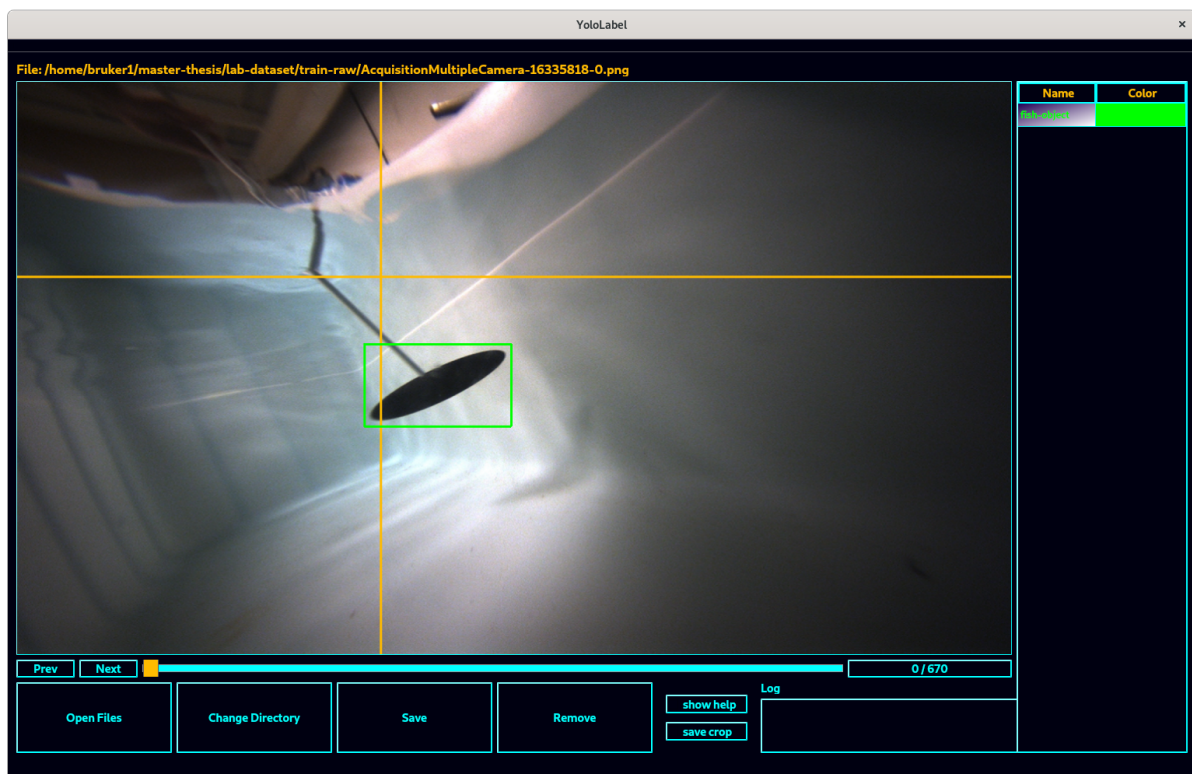 YoloLabel
×
File: /home/bruker1/master-thesis/lab-dataset/train-raw/AcquisitionMultipleCamera-16335818-0.png
Name Color
fish-object
Prev Next 0 / 670
Log
Open Files Change Directory Save Remove show help
save crop